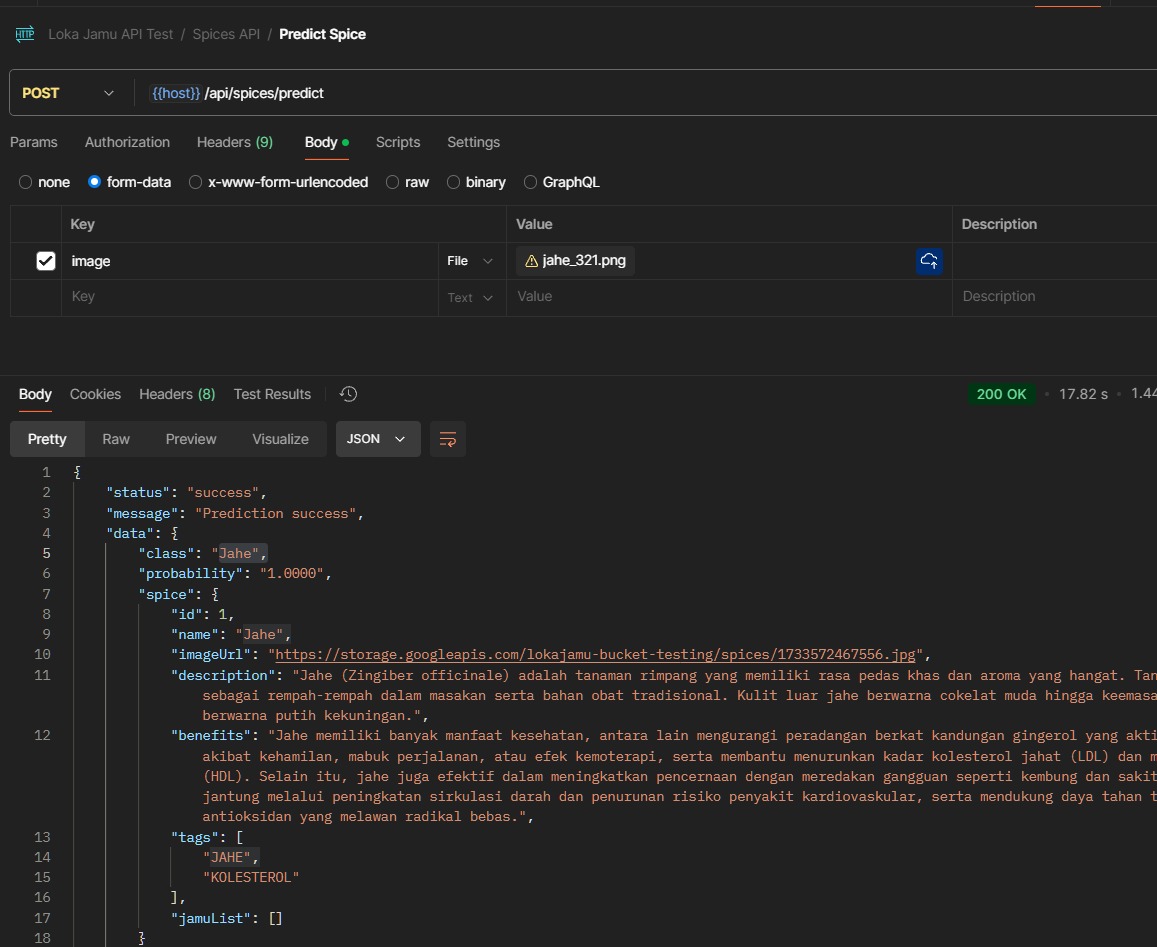 HTTP Loka Jamu API Test / Spices API / Predict Spice
POST {{host}} /api/spices/predict
Params Authorization Headers (9) Body Scripts Settings
none form-data x-www-form-urlencoded raw binary GraphQL
Key Value Description
image File jahe_321.png
Key Text Value Description
Body Cookies Headers (8) Test Results 200 OK • 17.82 s • 1.44
Pretty Raw Preview Visualize JSON
1 {
2 "status": "success",
3 "message": "Prediction success",
4 "data": {
5 "class": "Jahe",
6 "probability": "1.0000",
7 "spice": {
8 "id": 1,
9 "name": "Jahe",
10 "imageUrl": "https://storage.googleapis.com/lokajamu-bucket-testing/spices/1733572467556.jpg",
11 "description": "Jahe (Zingiber officinale) adalah tanaman rimpang yang memiliki rasa pedas khas dan aroma yang hangat. Tan
sebagai rempah-rempah dalam masakan serta bahan obat tradisional. Kulit luar jahe berwarna cokelat muda hingga keemasa
berwarna putih kekuningan.",
12 "benefits": "Jahe memiliki banyak manfaat kesehatan, antara lain mengurangi peradangan berkat kandungan gingerol yang akti
akibat kehamilan, mabuk perjalanan, atau efek kemoterapi, serta membantu menurunkan kadar kolesterol jahat (LDL) dan m
(HDL). Selain itu, jahe juga efektif dalam meningkatkan pencernaan dengan meredakan gangguan seperti kembung dan sakit
jantung melalui peningkatan sirkulasi darah dan penurunan risiko penyakit kardiovaskular, serta mendukung daya tahan t
antioksidan yang melawan radikal bebas.",
13 "tags": [
14 "JAHE",
15 "KOLESTEROL"
16 ],
17 "jamuList": []
18 }